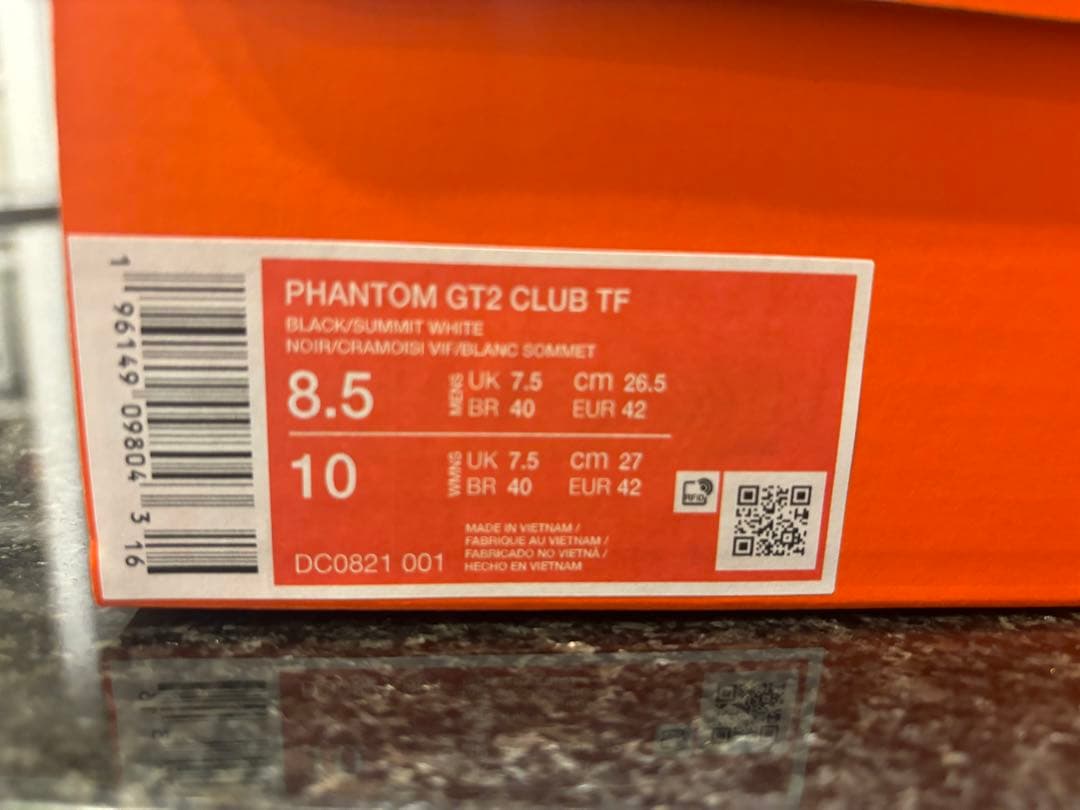 PHANTOM GT2 CLUB TF
BLACK/SUMMIT WHITE
NOIR/CRAMOISI VIF/BLANC SOMMET
8.5 MENS UK 7.5 cm 26.5
BR 40 EUR 42
10 WMNS UK 7.5 cm 27
BR 40 EUR 42
RFID
MADE IN VIETNAM /
FABRIQUE AU VIETNAM /
FABRICADO NO VIETNÃ /
HECHO EN VIETNAM
DC0821 001
1 96149 09804 3 16